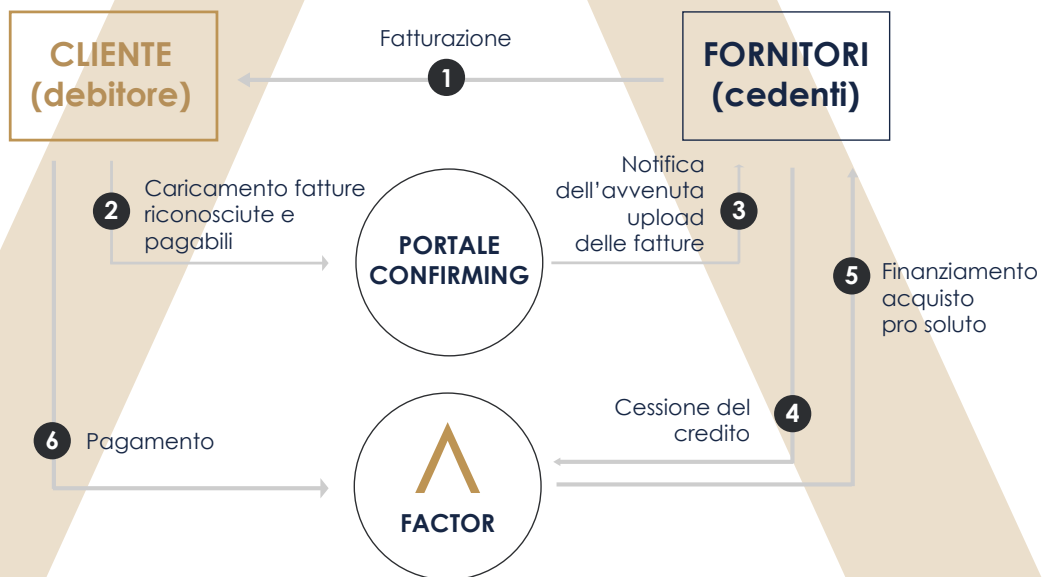 CLIENTE
(debitore)
Fatturazione
1
FORNITORI
(cedenti)
2
Caricamento fatture
riconosciute e
pagabili
PORTALE
CONFIRMING
Notifica
dell’avvenuta
upload
delle fatture
3
5
Finanziamento
acquisto
pro soluto
Cessione del
credito
4
6
Pagamento
FACTOR